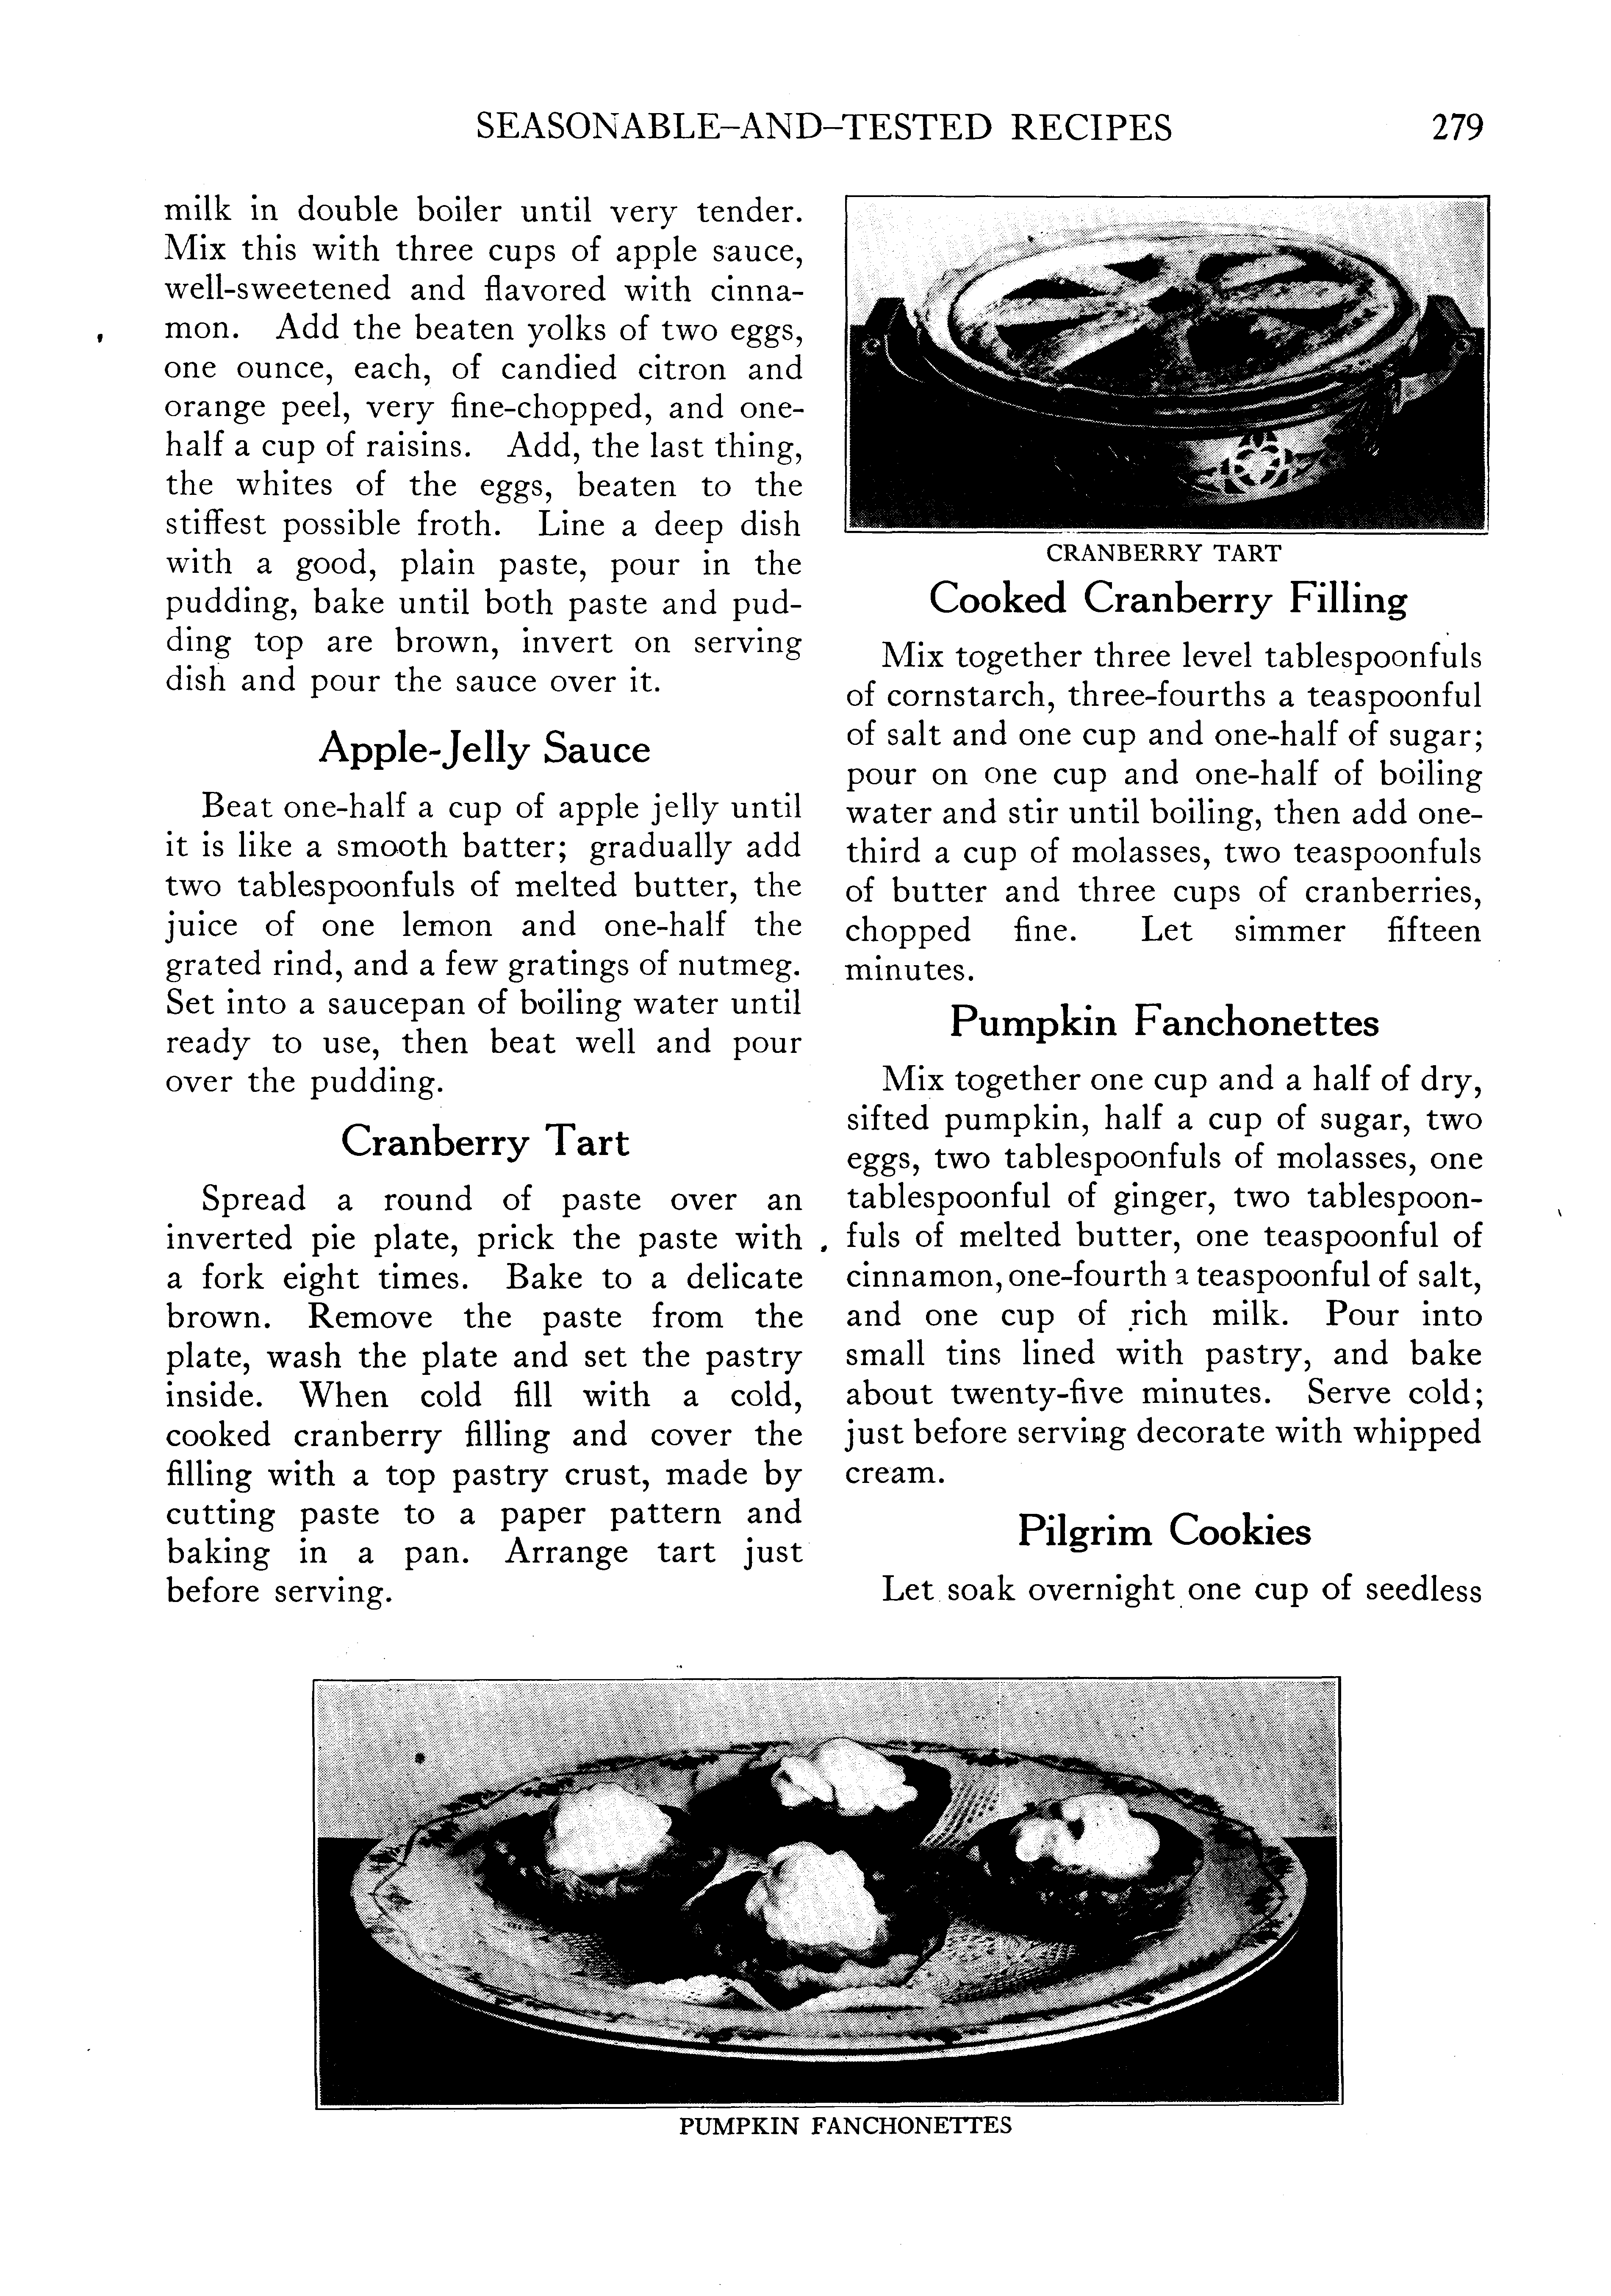 SEASONABLE-AND-TESTED RECIPES 279
milk in double boiler until very tender.
Mix this with three cups of apple sauce,
well-sweetened and flavored with cinna-
mon. Add the beaten yolks of two eggs,
one ounce, each, of candied citron and
orange peel, very fine-chopped, and one-
half a cup of raisins. Add, the last thing,
the whites of the eggs, beaten to the
stiffest possible froth. Line a deep dish
with a good, plain paste, pour in the
pudding, bake until both paste and pud-
ding top are brown, invert on serving
dish and pour the sauce over it.
Apple-Jelly Sauce
Beat one-half a cup of apple jelly until
it is like a smooth batter; gradually add
two tablespoonfuls of melted butter, the
juice of one lemon and one-half the
grated rind, and a few gratings of nutmeg.
Set into a saucepan of boiling water until
ready to use, then beat well and pour
over the pudding.
Cranberry Tart
Spread a round of paste over an
inverted pie plate, prick the paste with
a fork eight times. Bake to a delicate
brown. Remove the paste from the
plate, wash the plate and set the pastry
inside. When cold fill with a cold,
cooked cranberry filling and cover the
filling with a top pastry crust, made by
cutting paste to a paper pattern and
baking in a pan. Arrange tart just
before serving.
CRANBERRY TART
Cooked Cranberry Filling
Mix together three level tablespoonfuls
of cornstarch, three-fourths a teaspoonful
of salt and one cup and one-half of sugar;
pour on one cup and one-half of boiling
water and stir until boiling, then add one-
third a cup of molasses, two teaspoonfuls
of butter and three cups of cranberries,
chopped fine. Let simmer fifteen
minutes.
Pumpkin Fanchonettes
Mix together one cup and a half of dry,
sifted pumpkin, half a cup of sugar, two
eggs, two tablespoonfuls of molasses, one
tablespoonful of ginger, two tablespoon-
fuls of melted butter, one teaspoonful of
cinnamon, one-fourth a teaspoonful of salt,
and one cup of rich milk. Pour into
small tins lined with pastry, and bake
about twenty-five minutes. Serve cold;
just before serving decorate with whipped
cream.
Pilgrim Cookies
Let soak overnight one cup of seedless
PUMPKIN FANCHONETTES